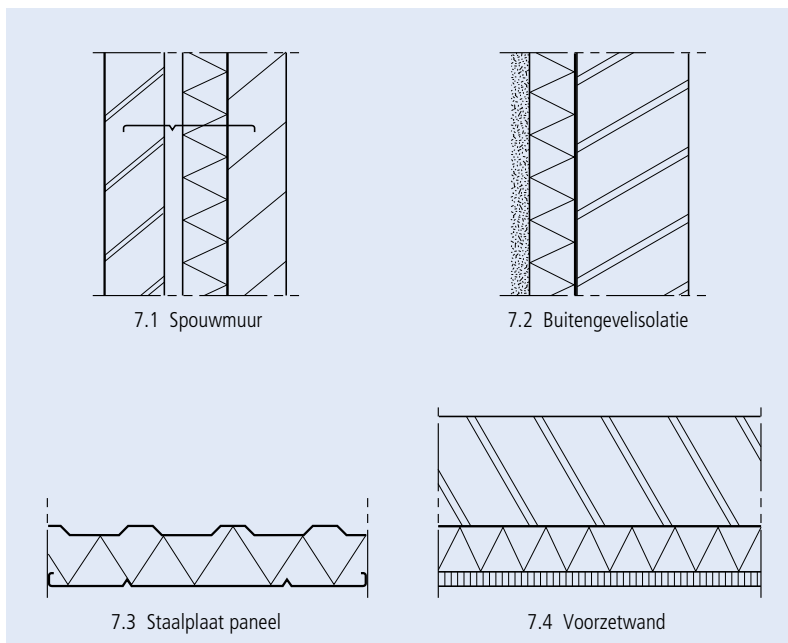 7.1 Spouwmuur
7.2 Buitengevelisolatie
7.3 Staalplaat paneel
7.4 Voorzetwand